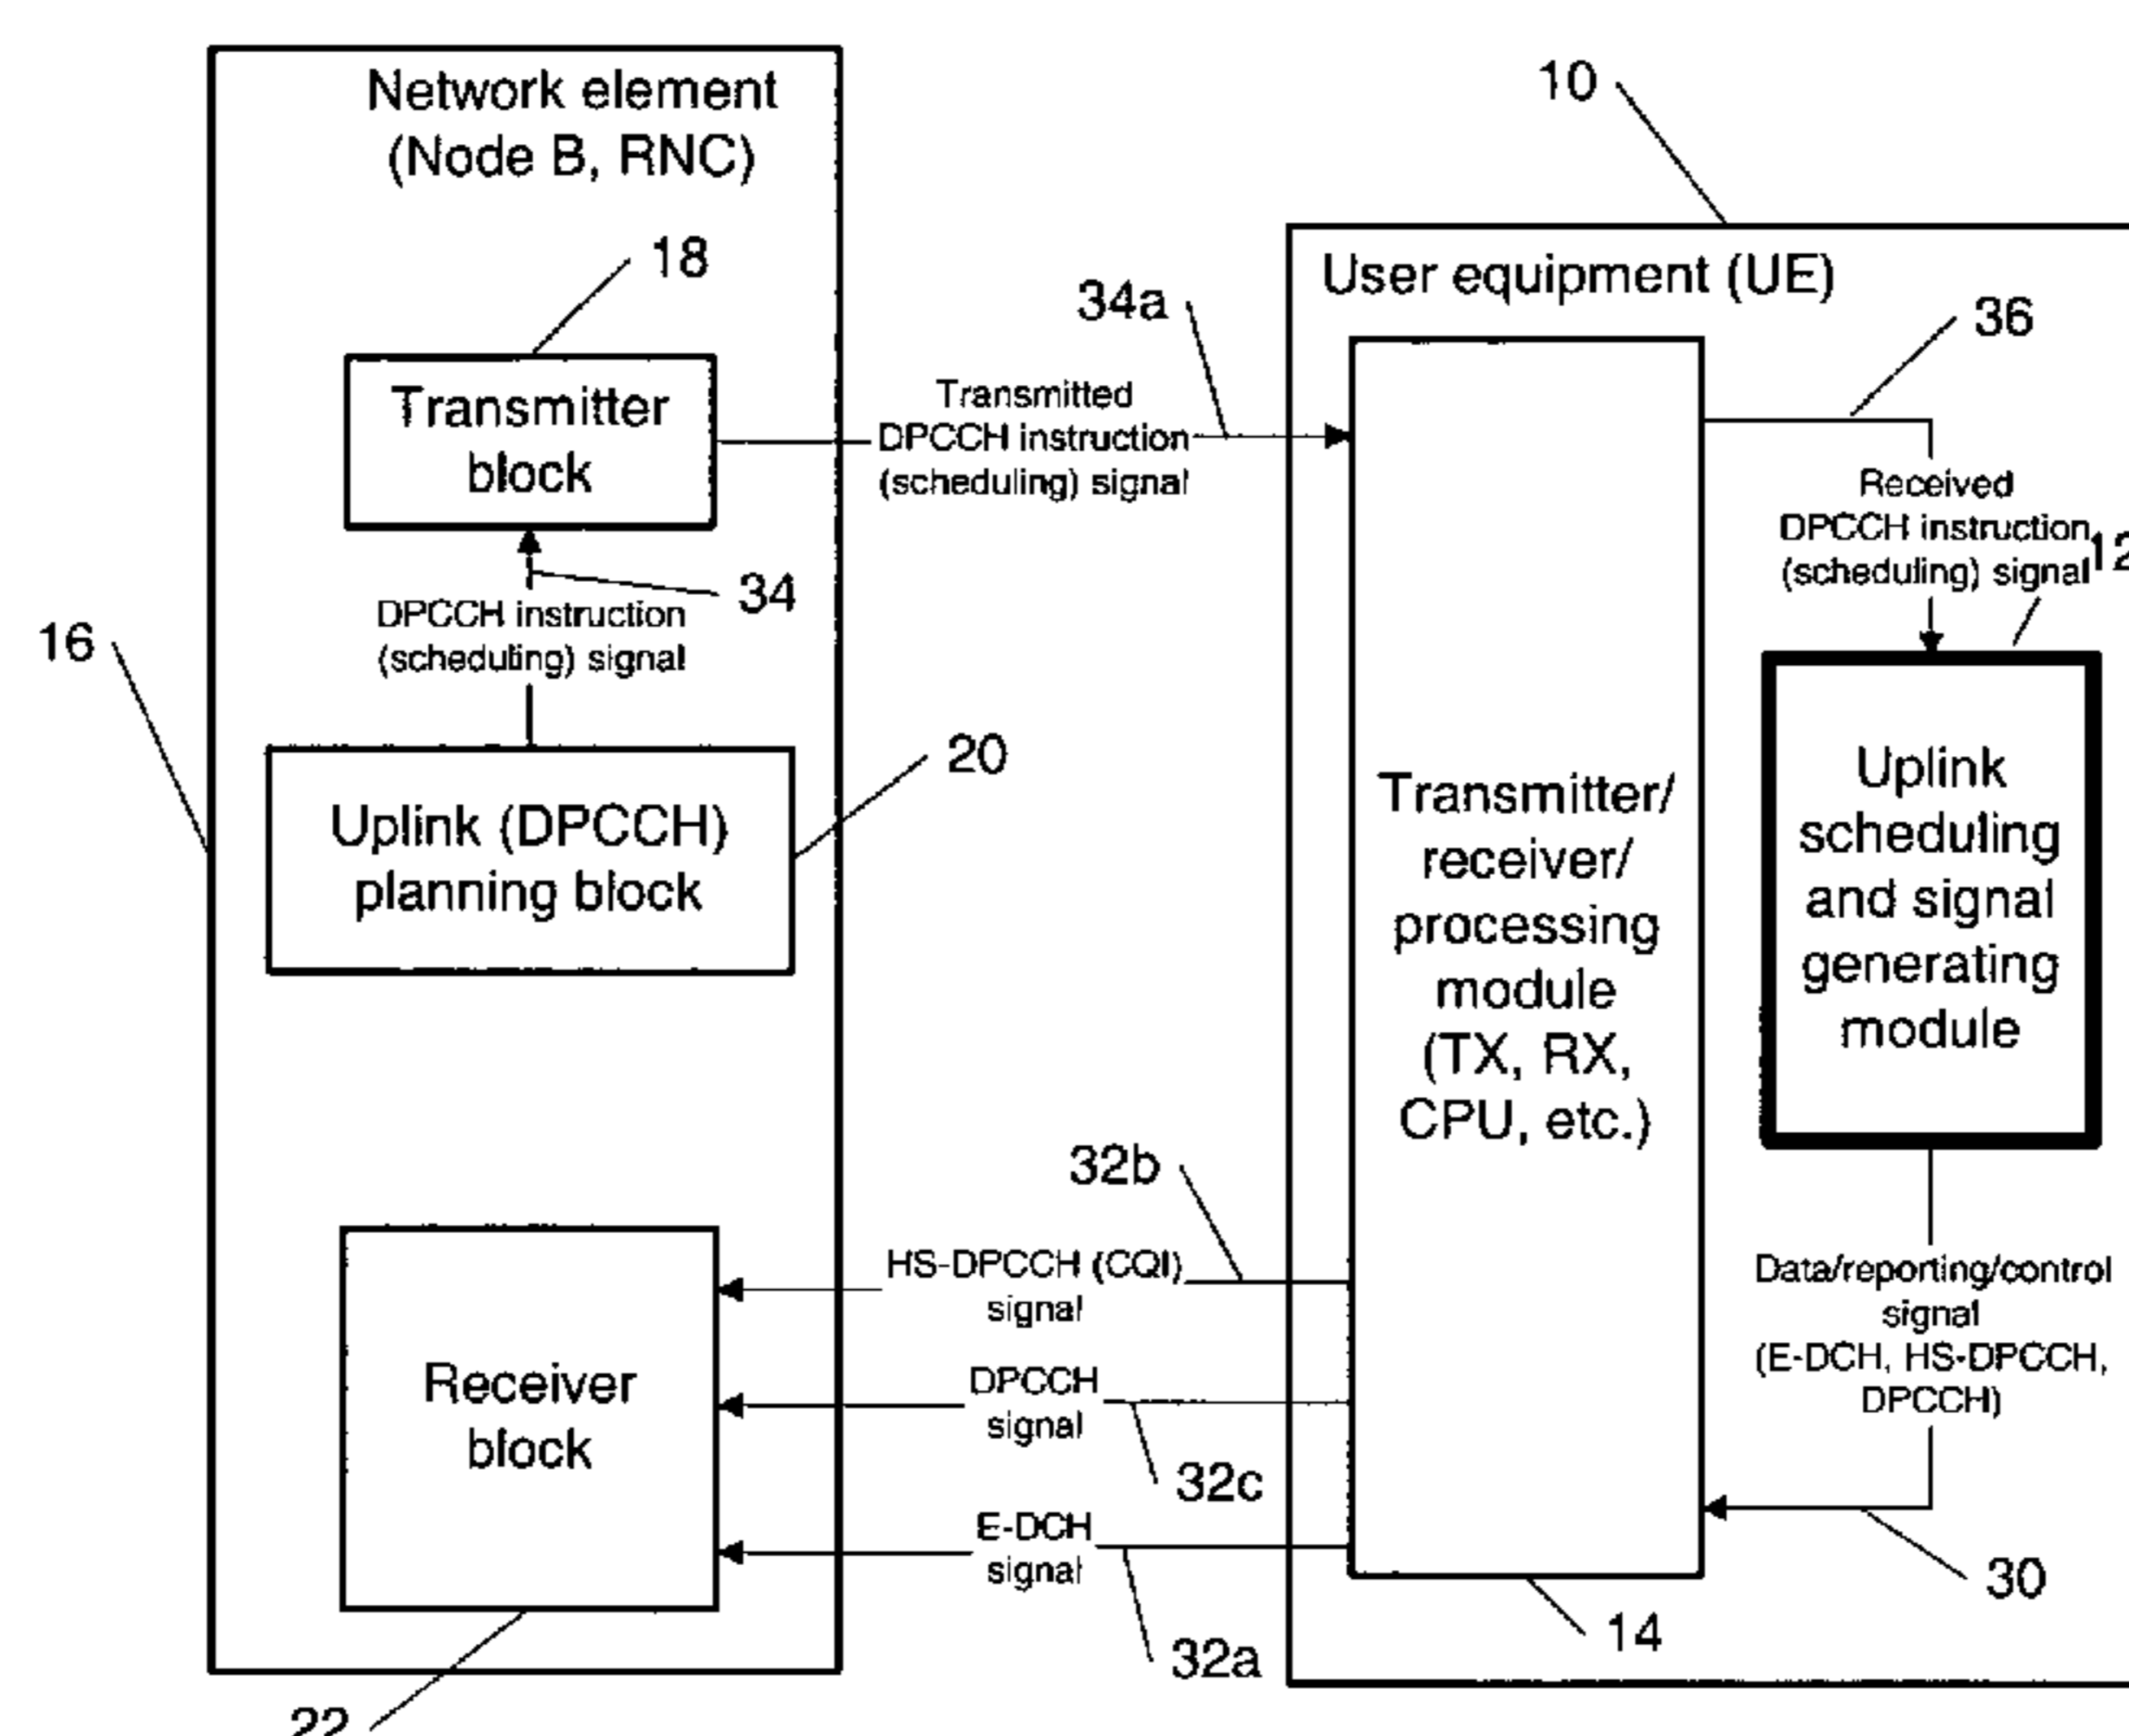 Network element
(Node B, RNC)
10
18
User equipment (UE)
34a
36
Transmitter
block
Transmitted
DPCCH instruction
(scheduling) signal
Received
DPCCH instruction
(scheduling) signal
12
34
DPCCH instruction
(scheduling) signal
16
20
Uplink (DPCCH)
planning block
Transmitter/
receiver/
processing
module
(TX, RX,
CPU, etc.)
Uplink
scheduling
and signal
generating
module
32b
HS-DPCCH (CQI)
signal
Data/reporting/control
signal
(E-DCH, HS-DPCCH,
DPCCH)
Receiver
block
DPCCH
signal
32c
E-DCH
signal
32a
30
14
22